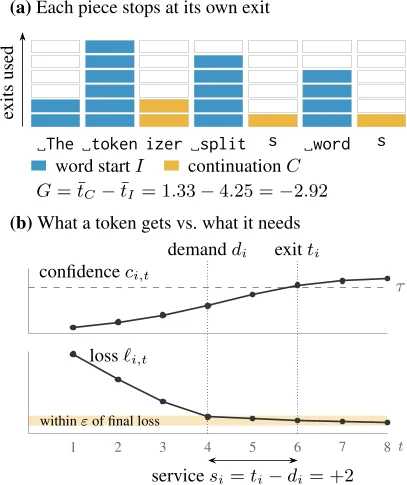 (a) Each piece stops at its own exit
exits used
␣The ␣token izer ␣split s ␣word s
word start I continuation C
G = t̄_C − t̄_I = 1.33 − 4.25 = −2.92
(b) What a token gets vs. what it needs
demand d_i exit t_i
confidence c_{i,t}
τ
loss ℓ_{i,t}
within ε of final loss
1 2 3 4 5 6 7 8 t
service s_i = t_i − d_i = +2